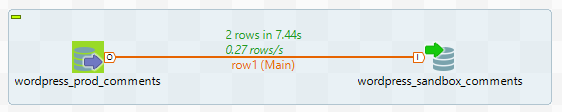 2 rows in 7.44s
0.27 rows/s
O
I
row1 (Main)
wordpress_prod_comments
wordpress_sandbox_comments